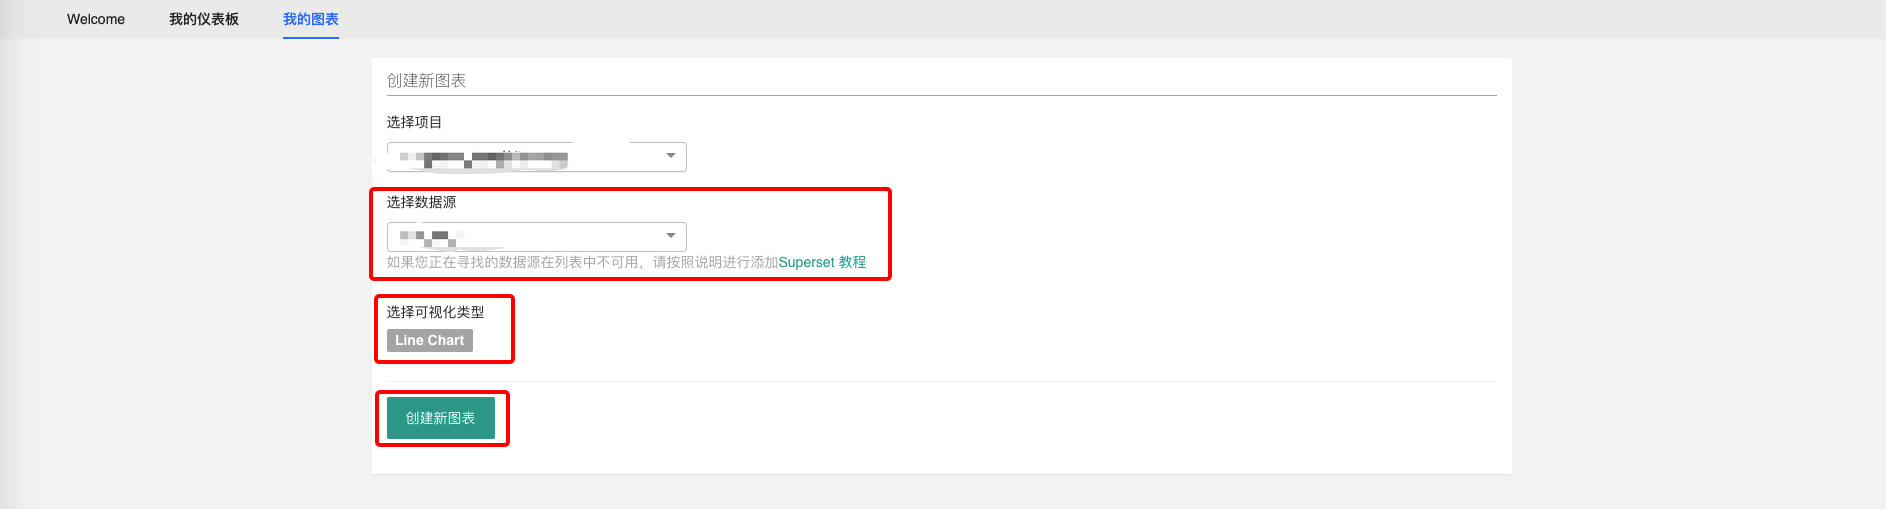 Welcome 我的仪表板 我的图表
创建新图表
选择项目
选择数据源
如果您正在寻找的数据源在列表中不可用，请按照说明进行添加Superset 教程
选择可视化类型
Line Chart
创建新图表